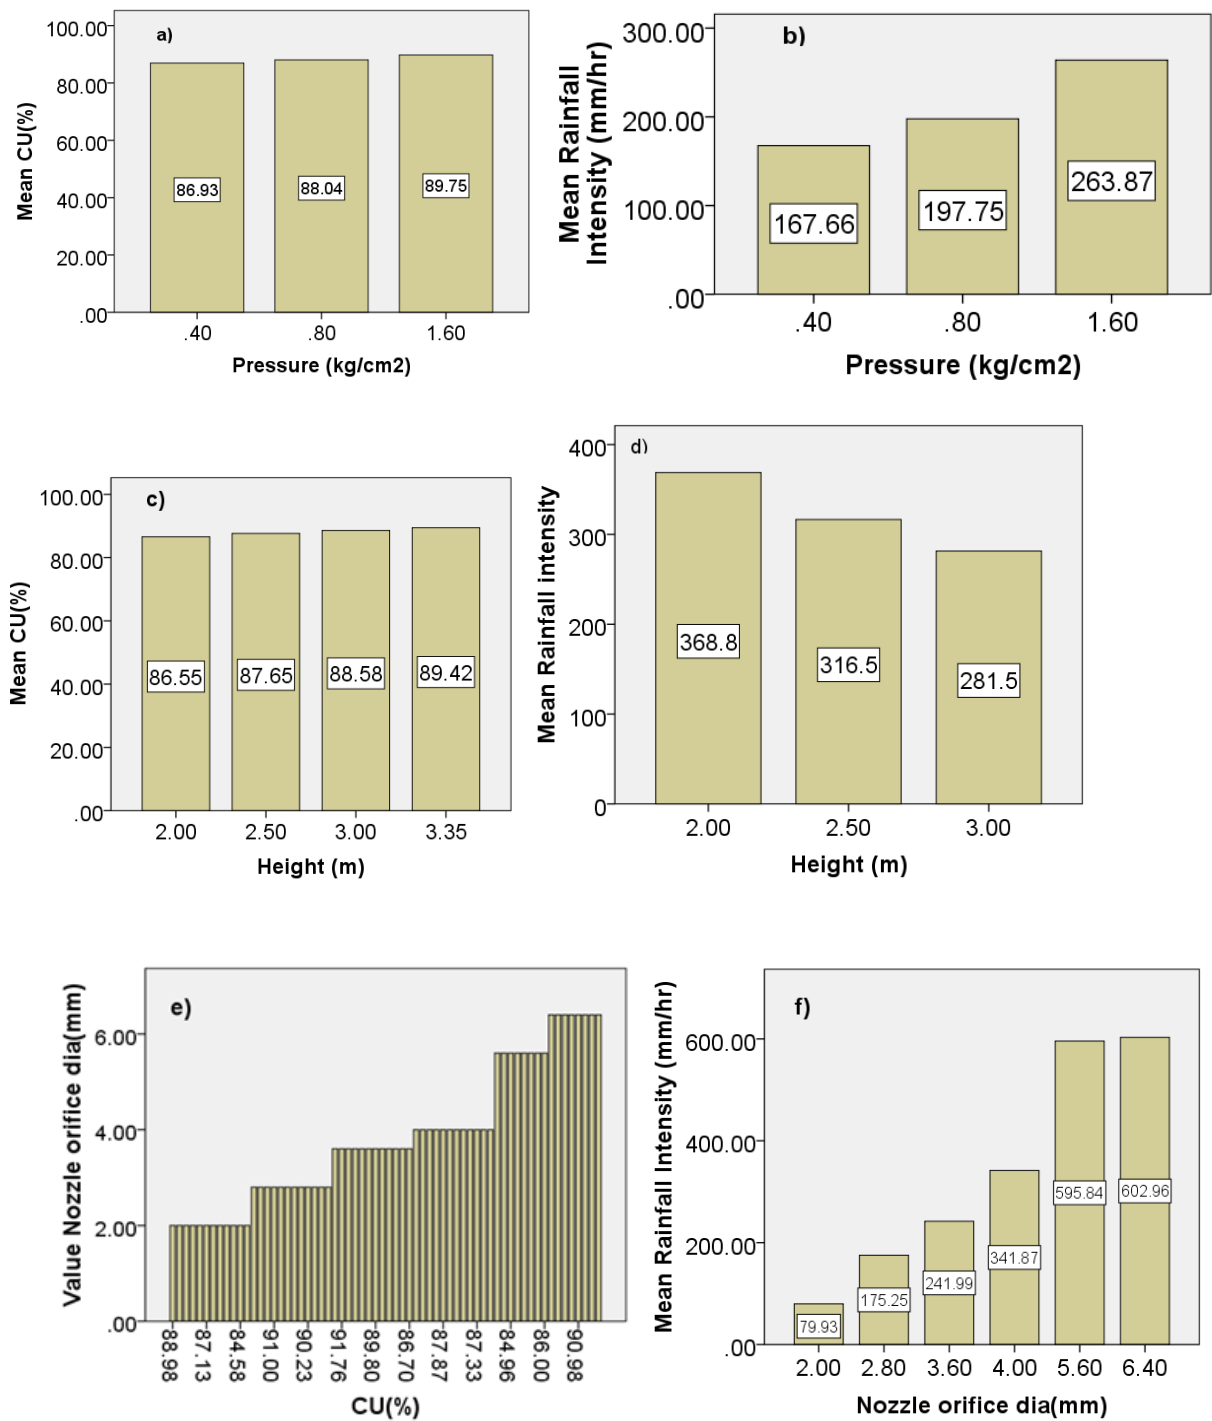 a)
Mean CU(%)
100.00
80.00
60.00
40.00
20.00
.00
86.93
88.04
89.75
.40 .80 1.60
Pressure (kg/cm2)
b)
Mean Rainfall
Intensity (mm/hr)
300.00
200.00
100.00
.00
167.66
197.75
263.87
.40 .80 1.60
Pressure (kg/cm2)
c)
Mean CU(%)
100.00
80.00
60.00
40.00
20.00
.00
86.55
87.65
88.58
89.42
2.00 2.50 3.00 3.35
Height (m)
d)
Mean Rainfall intensity
400
300
200
100
0
368.8
316.5
281.5
2.00 2.50 3.00
Height (m)
e)
Value Nozzle orifice dia(mm)
6.00
4.00
2.00
.00
88.98
87.13
84.58
91.00
90.23
91.76
89.80
86.70
87.87
87.33
84.96
86.00
90.98
CU(%)
f)
Mean Rainfall Intensity (mm/hr)
600.00
400.00
200.00
.00
79.93
175.25
241.99
341.87
595.84
602.96
2.00 2.80 3.60 4.00 5.60 6.40
Nozzle orifice dia(mm)